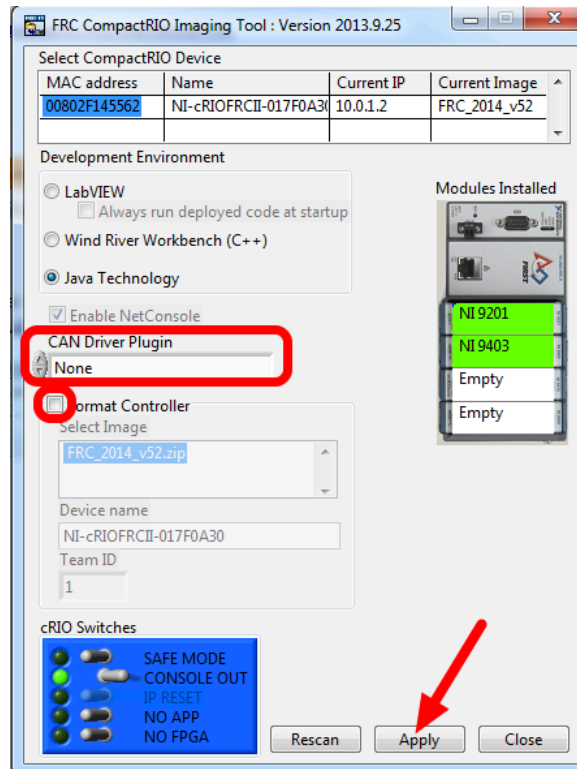 FRC CompactRIO Imaging Tool : Version 2013.9.25
Select CompactRIO Device
MAC address Name Current IP Current Image
00802F145562 NI-cRIOFRCII-017F0A30 10.0.1.2 FRC_2014_v52
Development Environment
LabVIEW
Always run deployed code at startup
Wind River Workbench (C++)
Java Technology
Enable NetConsole
CAN Driver Plugin
None
Format Controller
Select Image
FRC_2014_v52.zip
Device name
NI-cRIOFRCII-017F0A30
Team ID
1
Modules Installed
FIRST
NI 9201
NI 9403
Empty
Empty
cRIO Switches
SAFE MODE
CONSOLE OUT
IP RESET
NO APP
NO FPGA
Rescan Apply Close